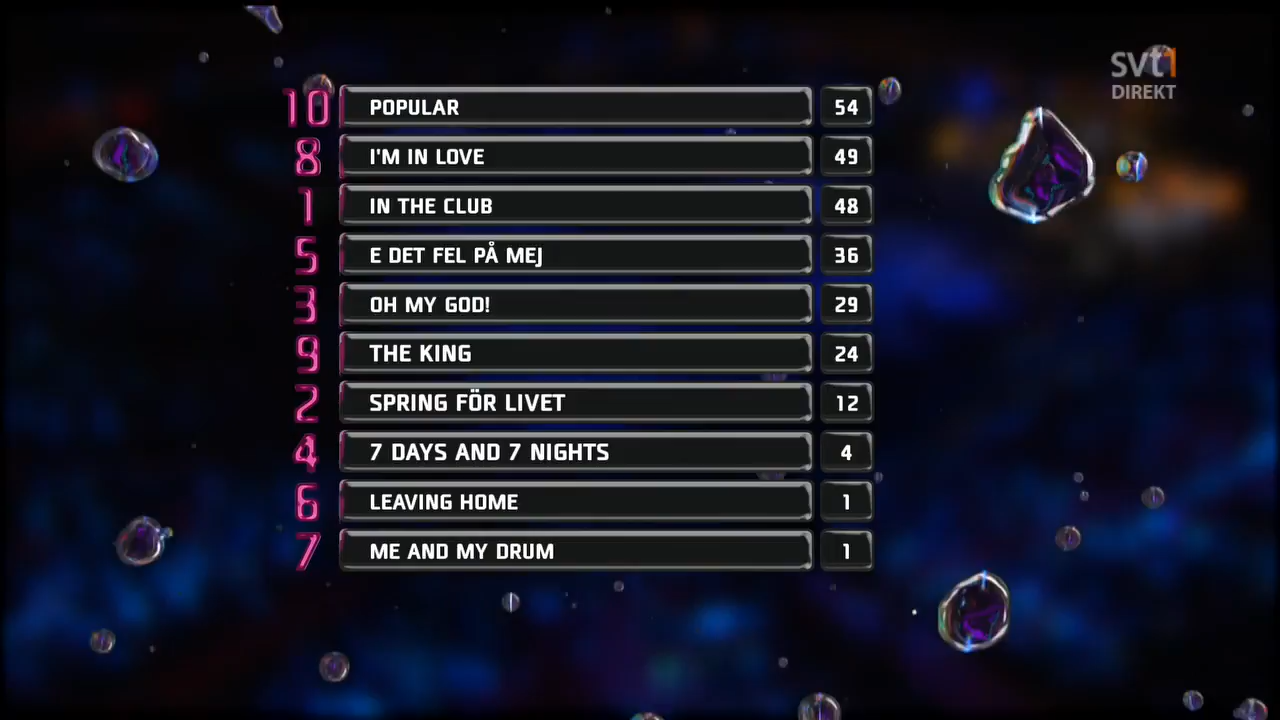 svt1
DIREKT
10 POPULAR 54
8 I'M IN LOVE 49
1 IN THE CLUB 48
5 E DET FEL PÅ MEJ 36
3 OH MY GOD! 29
9 THE KING 24
2 SPRING FÖR LIVET 12
4 7 DAYS AND 7 NIGHTS 4
6 LEAVING HOME 1
7 ME AND MY DRUM 1